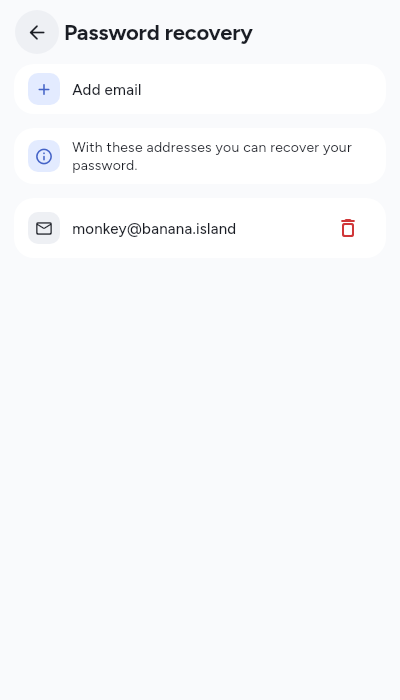 Password recovery
Add email
With these addresses you can recover your
password.
monkey@banana.island